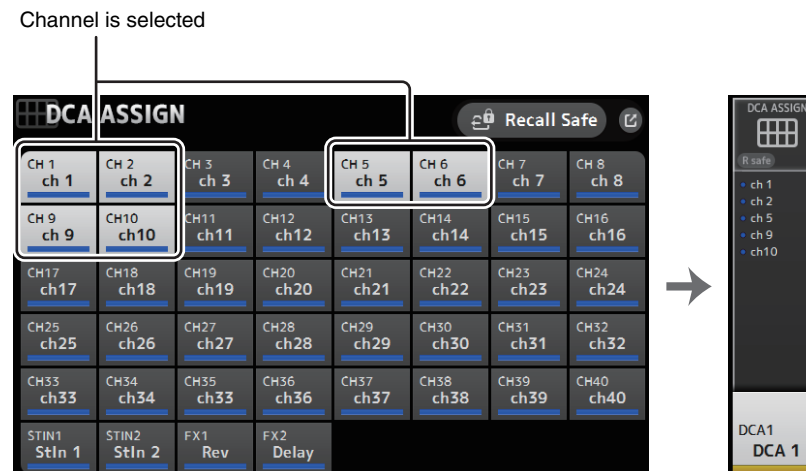 Channel is selected
DCA ASSIGN
Recall Safe
CH 1 CH 2 CH 3 CH 4 CH 5 CH 6 CH 7 CH 8
ch 1 ch 2 ch 3 ch 4 ch 5 ch 6 ch 7 ch 8
CH 9 CH10 CH11 CH12 CH13 CH14 CH15 CH16
ch 9 ch10 ch11 ch12 ch13 ch14 ch15 ch16
CH17 CH18 CH19 CH20 CH21 CH22 CH23 CH24
ch17 ch18 ch19 ch20 ch21 ch22 ch23 ch24
CH25 CH26 CH27 CH28 CH29 CH30 CH31 CH32
ch25 ch26 ch27 ch28 ch29 ch30 ch31 ch32
CH33 CH34 CH35 CH36 CH37 CH38 CH39 CH40
ch33 ch34 ch33 ch36 ch37 ch38 ch39 ch40
STIN1 STIN2 FX1 FX2
StIn 1 StIn 2 Rev Delay
DCA ASSIGN
R safe
ch 1
ch 2
ch 5
ch 9
ch10
DCA1
DCA 1